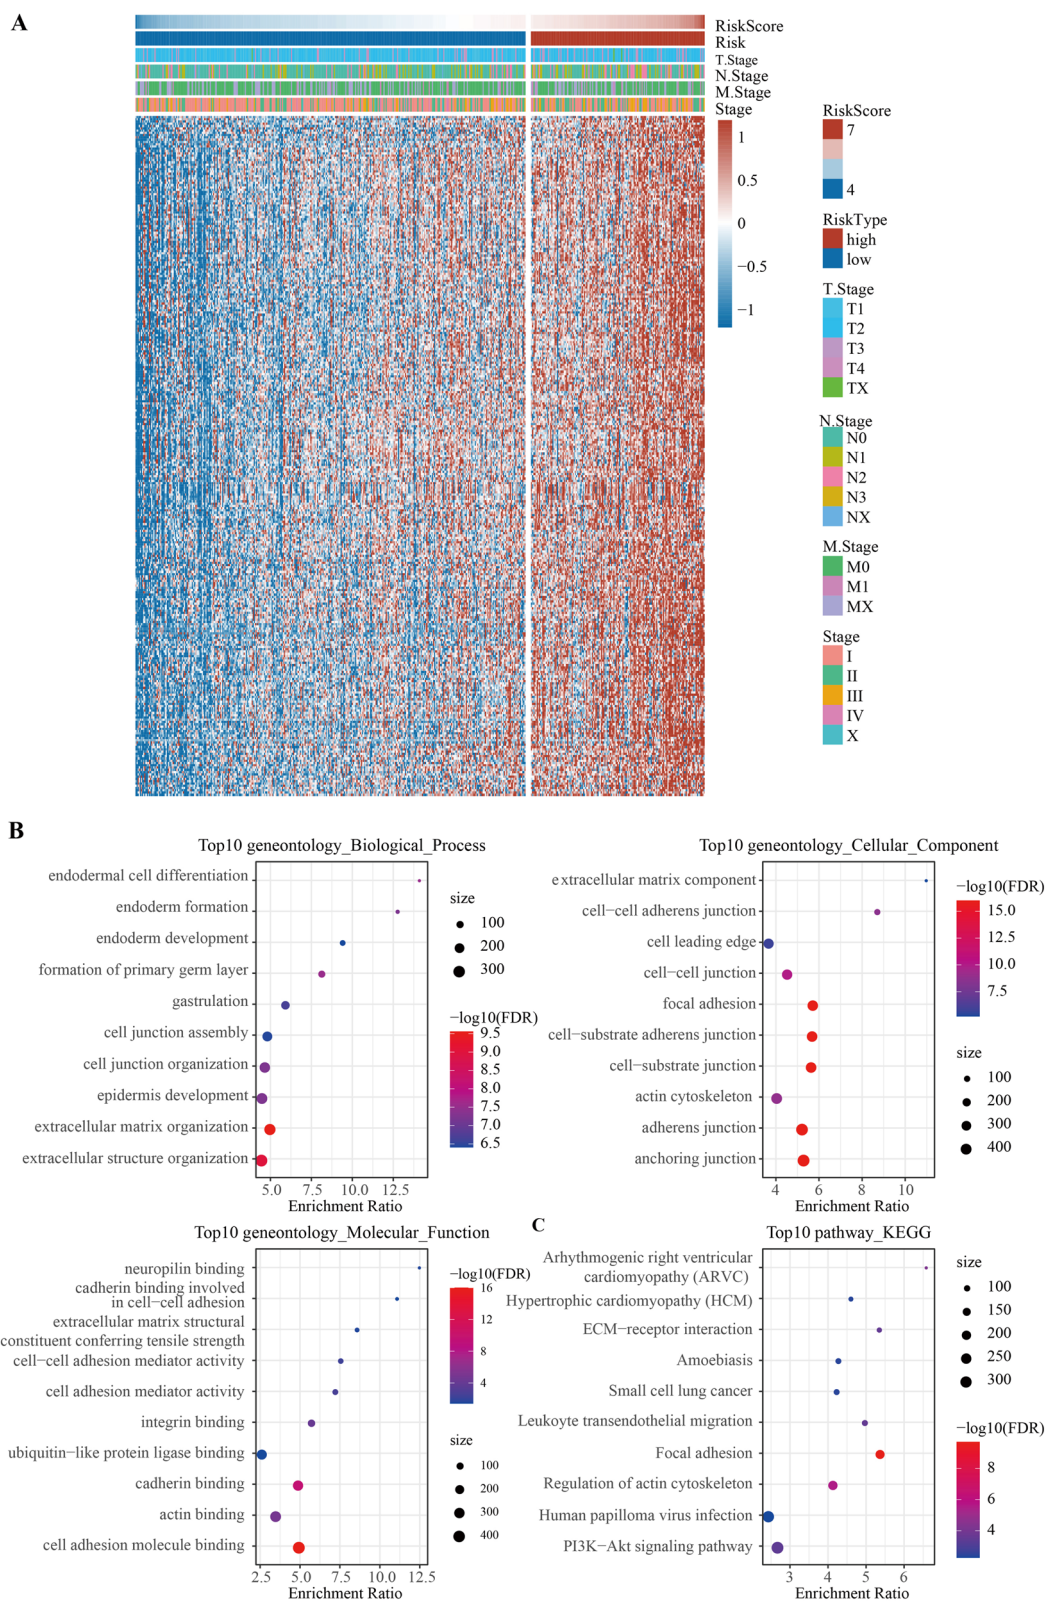 A
RiskScore
Risk
T.Stage
N.Stage
M.Stage
Stage
1
0.5
0
−0.5
−1
RiskScore
7
4
RiskType
high
low
T.Stage
T1
T2
T3
T4
TX
N.Stage
N0
N1
N2
N3
NX
M.Stage
M0
M1
MX
Stage
I
II
III
IV
X
B
Top10 geneontology_Biological_Process
endodermal cell differentiation
endoderm formation
endoderm development
formation of primary germ layer
gastrulation
cell junction assembly
cell junction organization
epidermis development
extracellular matrix organization
extracellular structure organization
5.0 7.5 10.0 12.5
Enrichment Ratio
size
100
200
300
−log10(FDR)
9.5
9.0
8.5
8.0
7.5
7.0
6.5
Top10 geneontology_Cellular_Component
extracellular matrix component
cell−cell adherens junction
cell leading edge
cell−cell junction
focal adhesion
cell−substrate adherens junction
cell−substrate junction
actin cytoskeleton
adherens junction
anchoring junction
4 6 8 10
Enrichment Ratio
−log10(FDR)
15.0
12.5
10.0
7.5
size
100
200
300
400
Top10 geneontology_Molecular_Function
neuropilin binding
cadherin binding involved
in cell−cell adhesion
extracellular matrix structural
constituent conferring tensile strength
cell−cell adhesion mediator activity
cell adhesion mediator activity
integrin binding
ubiquitin−like protein ligase binding
cadherin binding
actin binding
cell adhesion molecule binding
2.5 5.0 7.5 10.0 12.5
Enrichment Ratio
−log10(FDR)
16
12
8
4
size
100
200
300
400
C
Top10 pathway_KEGG
Arhythmogenic right ventricular
cardiomyopathy (ARVC)
Hypertrophic cardiomyopathy (HCM)
ECM−receptor interaction
Amoebiasis
Small cell lung cancer
Leukoyte transendothelial migration
Focal adhesion
Regulation of actin cytoskeleton
Human papilloma virus infection
PI3K−Akt signaling pathway
3 4 5 6
Enrichment Ratio
size
100
150
200
250
300
−log10(FDR)
8
6
4